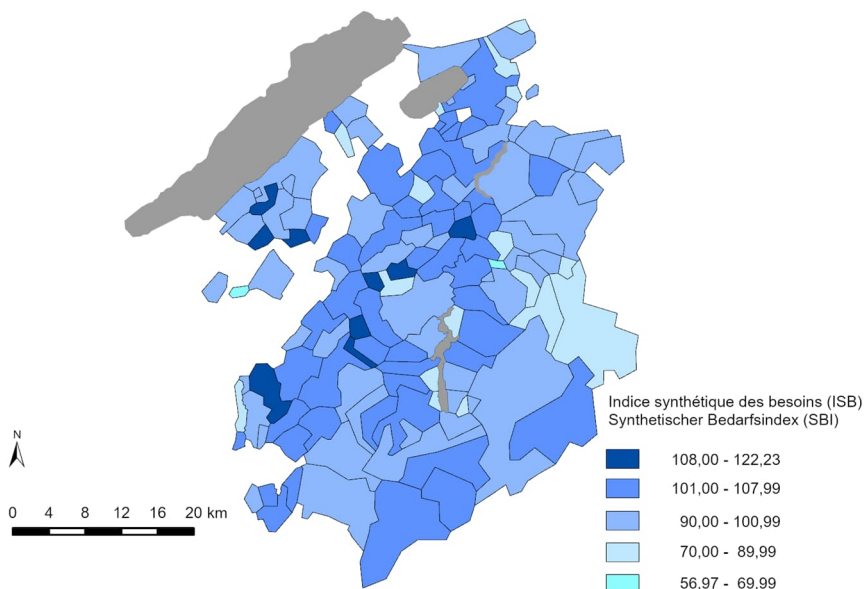 N
0 4 8 12 16 20 km
Indice synthétique des besoins (ISB)
Synthetischer Bedarfsindex (SBI)
108,00 - 122,23
101,00 - 107,99
90,00 - 100,99
70,00 - 89,99
56,97 - 69,99